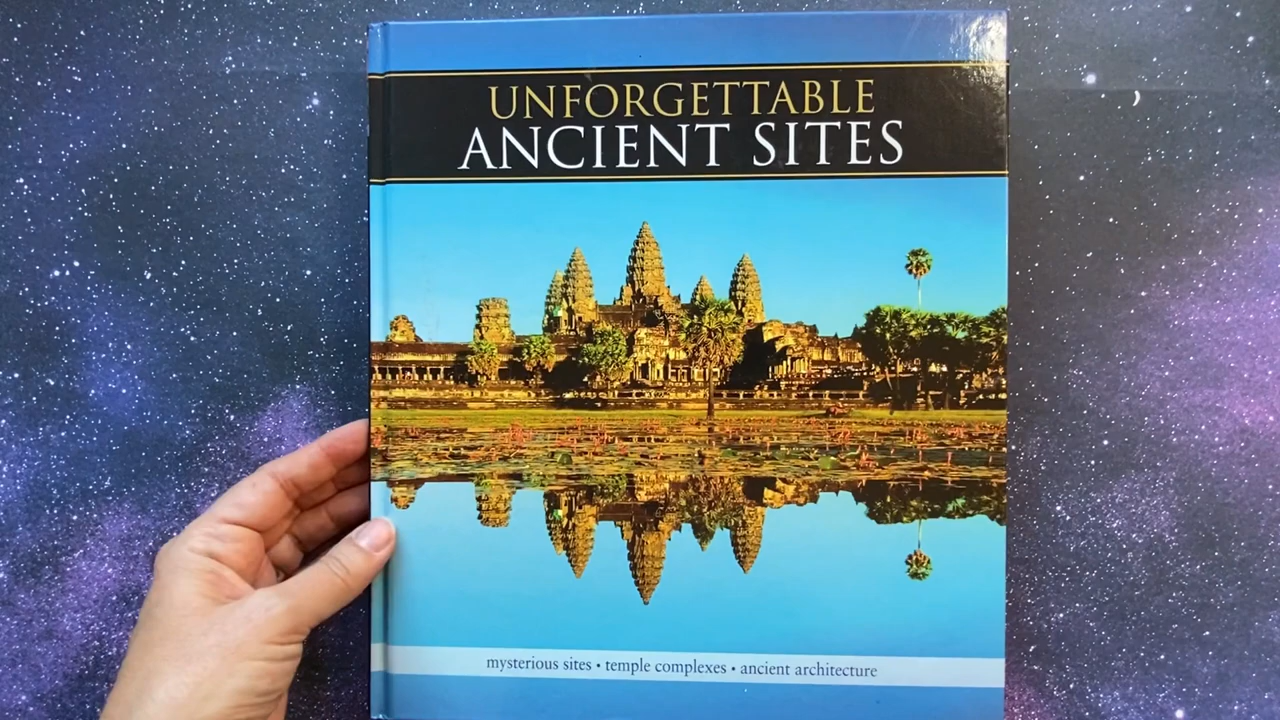 UNFORGETTABLE
ANCIENT SITES
mysterious sites • temple complexes • ancient architecture